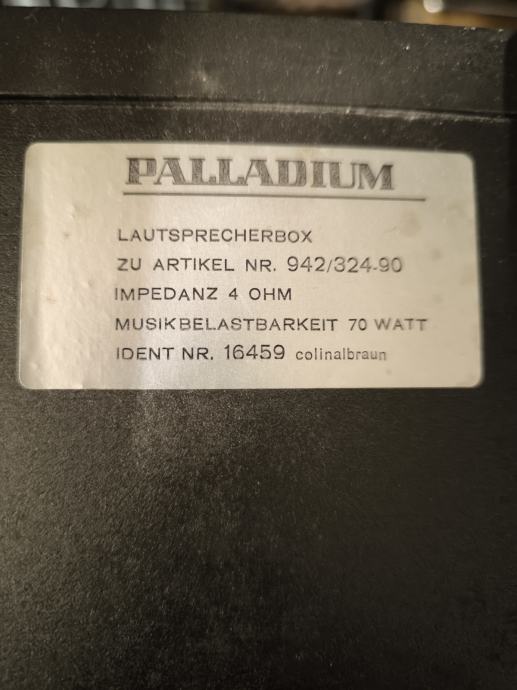 PALLADIUM
LAUTSPRECHERBOX
ZU ARTIKEL NR. 942/324-90
IMPEDANZ 4 OHM
MUSIKBELASTBARKEIT 70 WATT
IDENT NR. 16459 colinalbraun